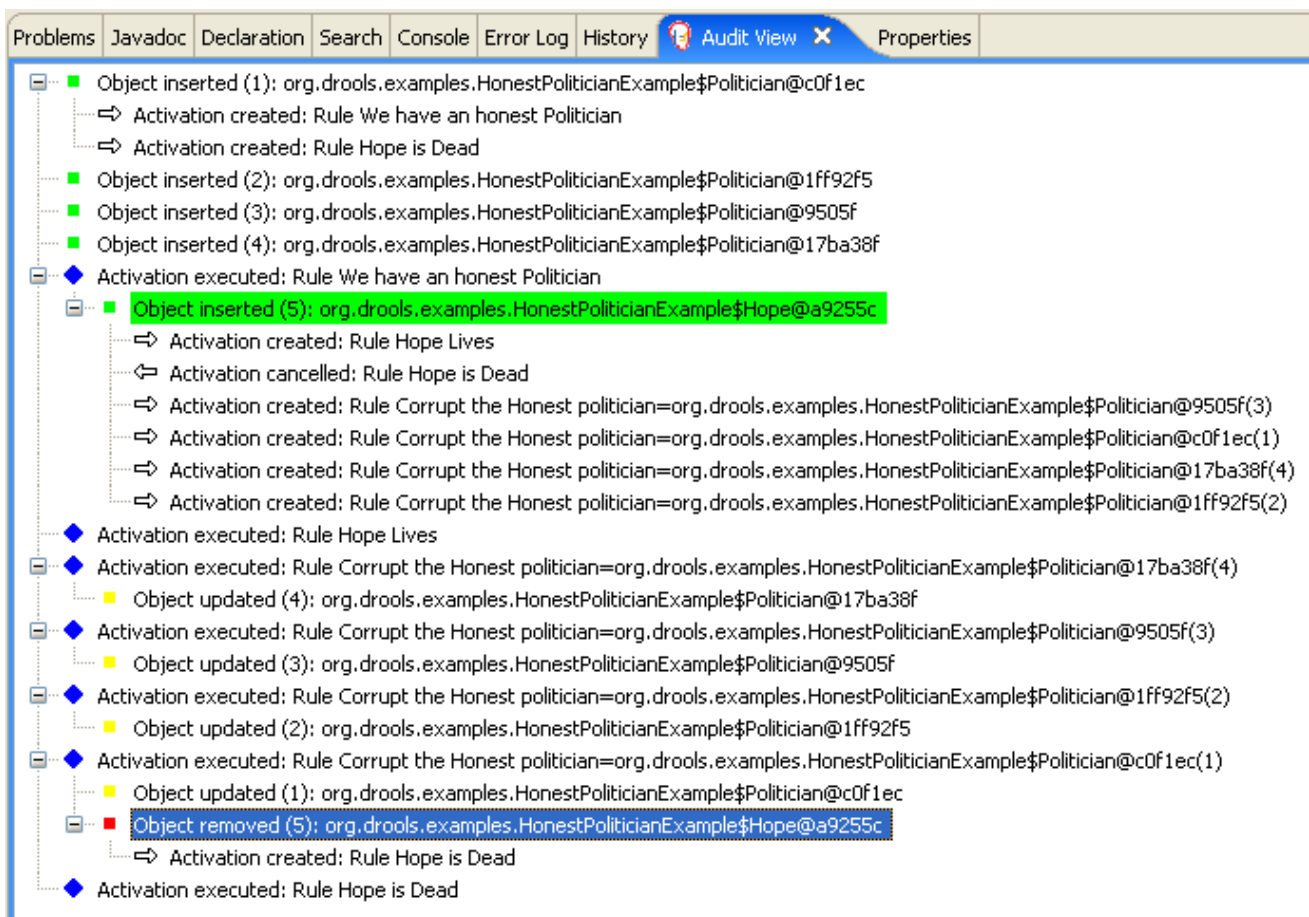 Problems Javadoc Declaration Search Console Error Log History Audit View Properties
Object inserted (1): org.drools.examples.HonestPoliticianExample$Politician@c0f1ec
Activation created: Rule We have an honest Politician
Activation created: Rule Hope is Dead
Object inserted (2): org.drools.examples.HonestPoliticianExample$Politician@1ff92f5
Object inserted (3): org.drools.examples.HonestPoliticianExample$Politician@9505f
Object inserted (4): org.drools.examples.HonestPoliticianExample$Politician@17ba38f
Activation executed: Rule We have an honest Politician
Object inserted (5): org.drools.examples.HonestPoliticianExample$Hope@a9255c
Activation created: Rule Hope Lives
Activation cancelled: Rule Hope is Dead
Activation created: Rule Corrupt the Honest politician=org.drools.examples.HonestPoliticianExample$Politician@9505f(3)
Activation created: Rule Corrupt the Honest politician=org.drools.examples.HonestPoliticianExample$Politician@c0f1ec(1)
Activation created: Rule Corrupt the Honest politician=org.drools.examples.HonestPoliticianExample$Politician@17ba38f(4)
Activation created: Rule Corrupt the Honest politician=org.drools.examples.HonestPoliticianExample$Politician@1ff92f5(2)
Activation executed: Rule Hope Lives
Activation executed: Rule Corrupt the Honest politician=org.drools.examples.HonestPoliticianExample$Politician@17ba38f(4)
Object updated (4): org.drools.examples.HonestPoliticianExample$Politician@17ba38f
Activation executed: Rule Corrupt the Honest politician=org.drools.examples.HonestPoliticianExample$Politician@9505f(3)
Object updated (3): org.drools.examples.HonestPoliticianExample$Politician@9505f
Activation executed: Rule Corrupt the Honest politician=org.drools.examples.HonestPoliticianExample$Politician@1ff92f5(2)
Object updated (2): org.drools.examples.HonestPoliticianExample$Politician@1ff92f5
Activation executed: Rule Corrupt the Honest politician=org.drools.examples.HonestPoliticianExample$Politician@c0f1ec(1)
Object updated (1): org.drools.examples.HonestPoliticianExample$Politician@c0f1ec
Object removed (5): org.drools.examples.HonestPoliticianExample$Hope@a9255c
Activation created: Rule Hope is Dead
Activation executed: Rule Hope is Dead